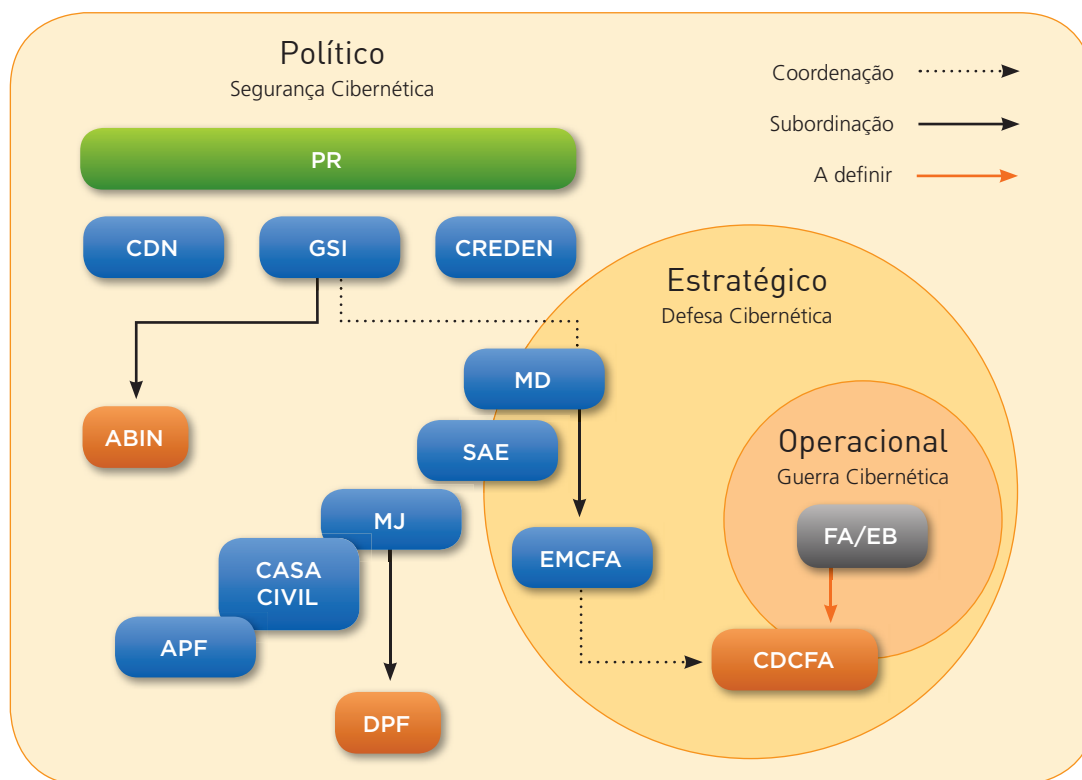 Político
Segurança Cibernética
Coordenação
Subordinação
A definir
PR
CDN
GSI
CREDEN
Estratégico
Defesa Cibernética
MD
ABIN
SAE
Operacional
Guerra Cibernética
MJ
FA/EB
EMCFA
CASA
CIVIL
APF
CDCFA
DPF